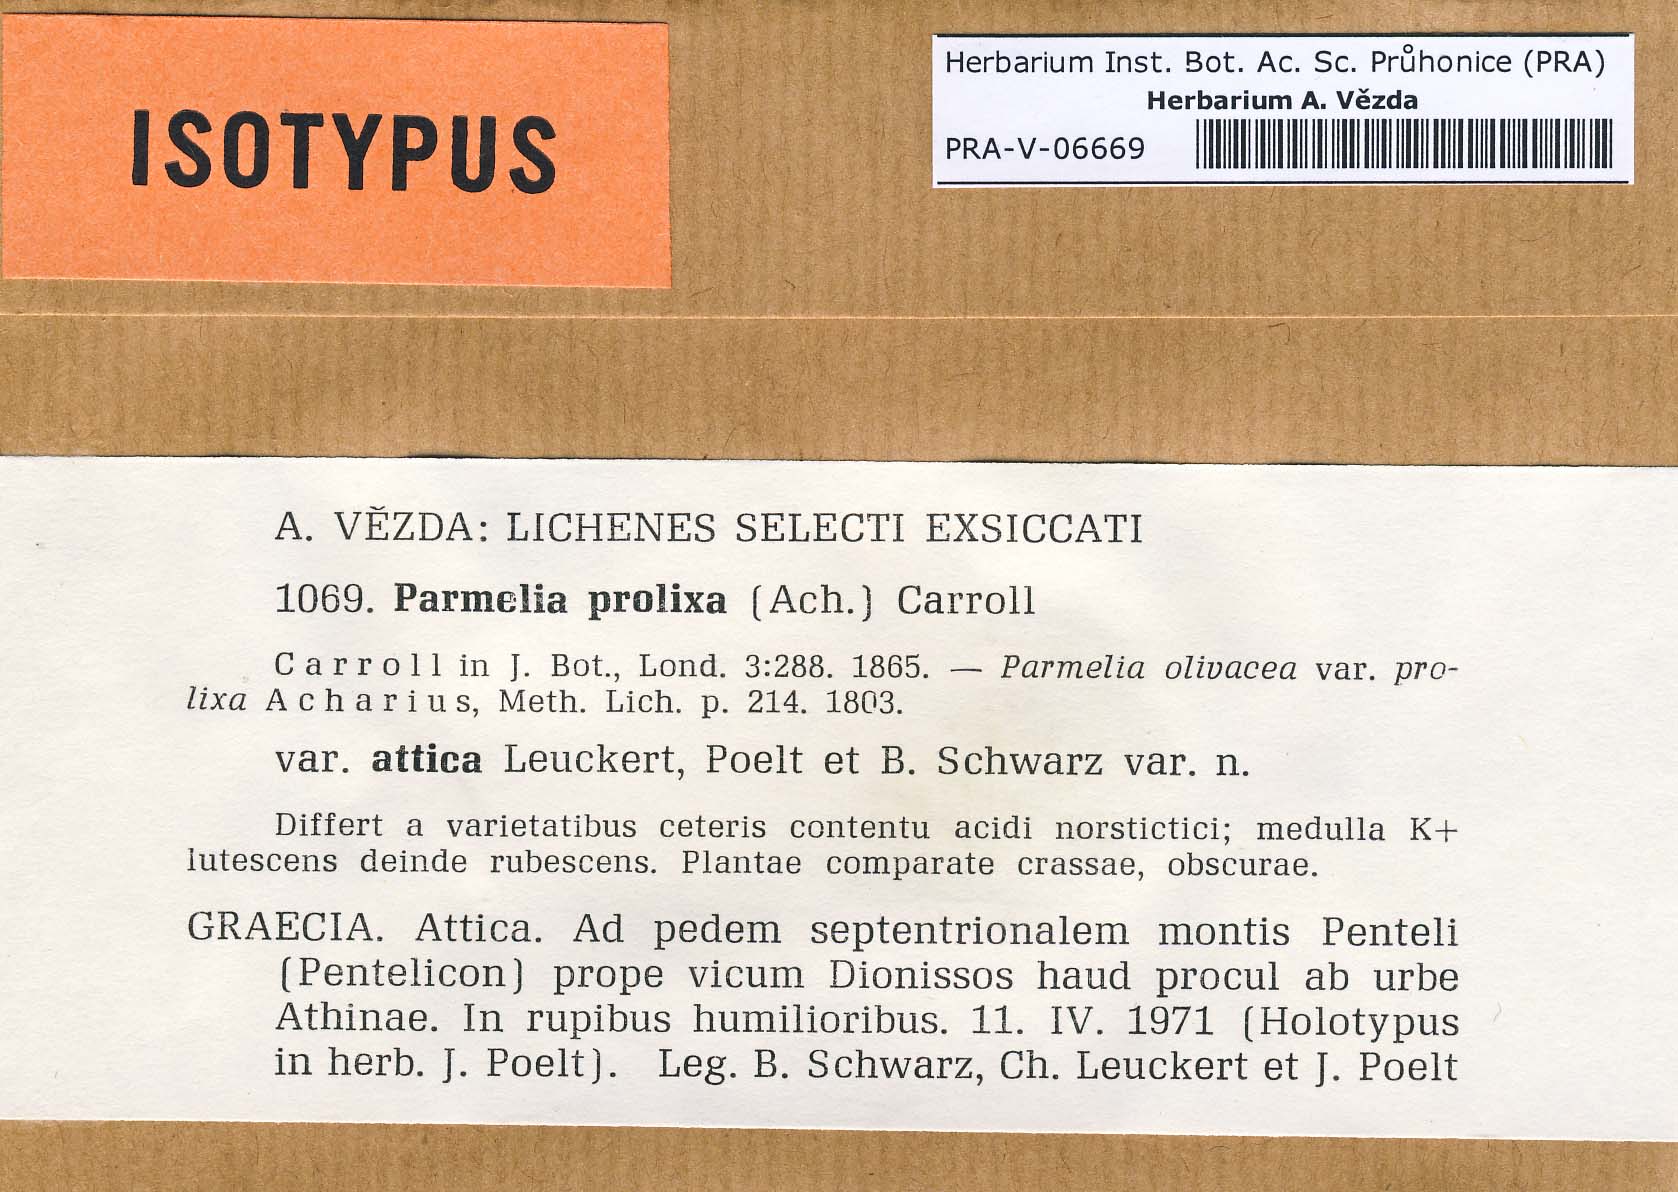 ISOTYPUS
Herbarium Inst. Bot. Ac. Sc. Průhonice (PRA)
Herbarium A. Vězda
PRA-V-06669
A. VĚZDA: LICHENES SELECTI EXSICCATI
1069. Parmelia prolixa (Ach.) Carroll
Carroll in J. Bot., Lond. 3:288. 1865. — Parmelia olivacea var. pro-
lixa Acharius, Meth. Lich. p. 214. 1803.
var. attica Leuckert, Poelt et B. Schwarz var. n.
Differt a varietatibus ceteris contentu acidi norstictici; medulla K+
lutescens deinde rubescens. Plantae comparate crassae, obscurae.
GRAECIA. Attica. Ad pedem septentrionalem montis Penteli
(Pentelicon) prope vicum Dionissos haud procul ab urbe
Athinae. In rupibus humilioribus. 11. IV. 1971 (Holotypus
in herb. J. Poelt). Leg. B. Schwarz, Ch. Leuckert et J. Poelt